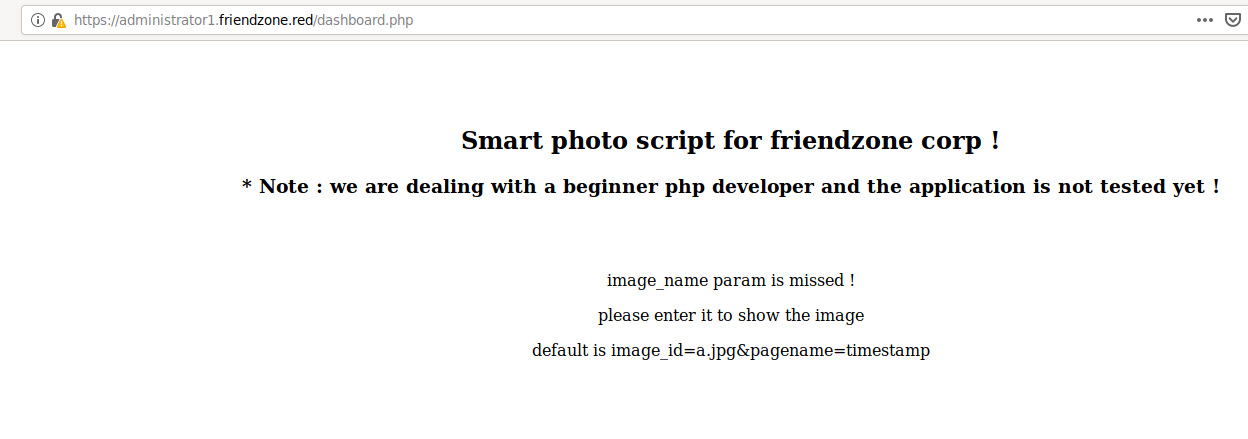 https://administrator1.friendzone.red/dashboard.php
Smart photo script for friendzone corp !
* Note : we are dealing with a beginner php developer and the application is not tested yet !
image_name param is missed !
please enter it to show the image
default is image_id=a.jpg&pagename=timestamp